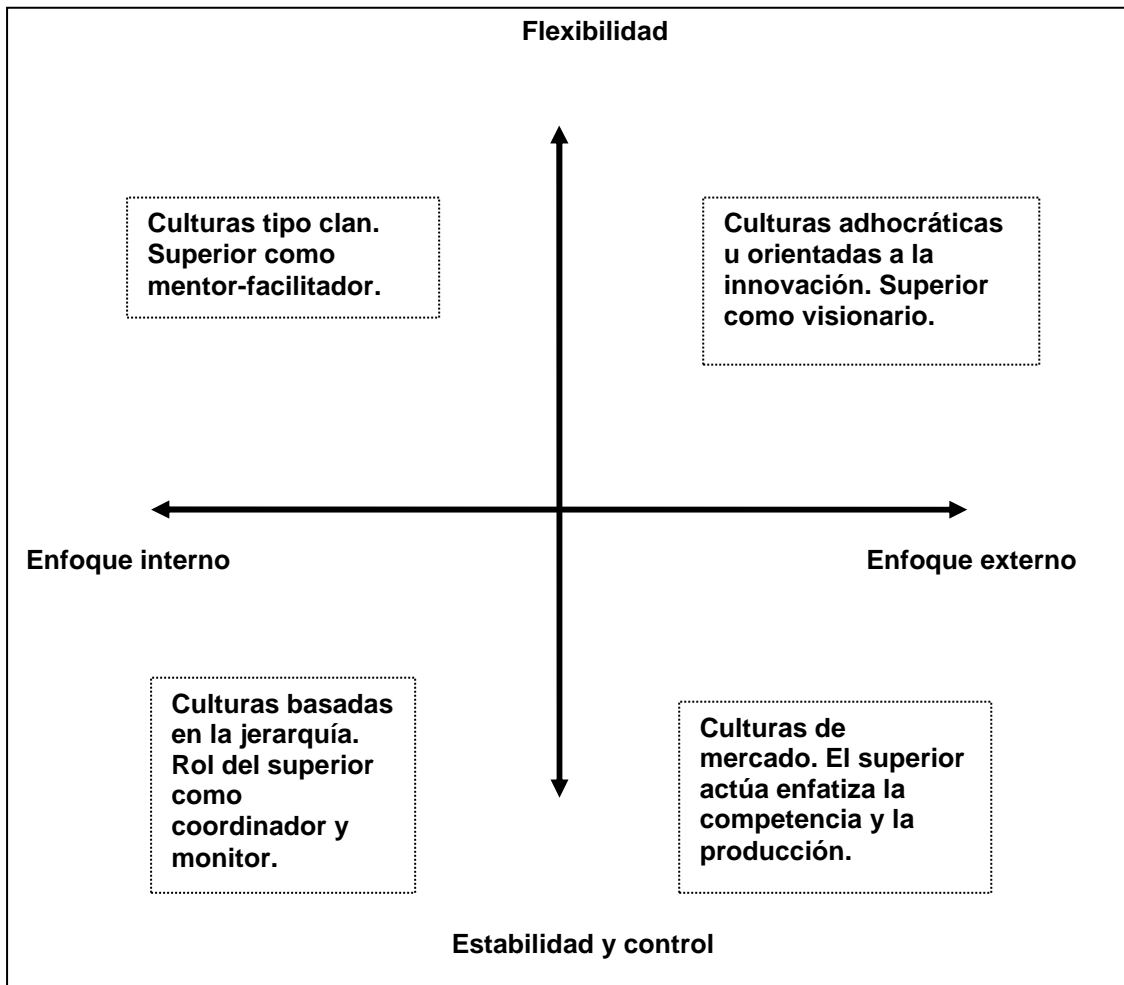 Flexibilidad
Culturas tipo clan.
Superior como
mentor-facilitador.
Culturas adhocráticas
u orientadas a la
innovación. Superior
como visionario.
Enfoque interno
Enfoque externo
Culturas basadas
en la jerarquía.
Rol del superior
como
coordinador y
monitor.
Culturas de
mercado. El superior
actúa enfatiza la
competencia y la
producción.
Estabilidad y control